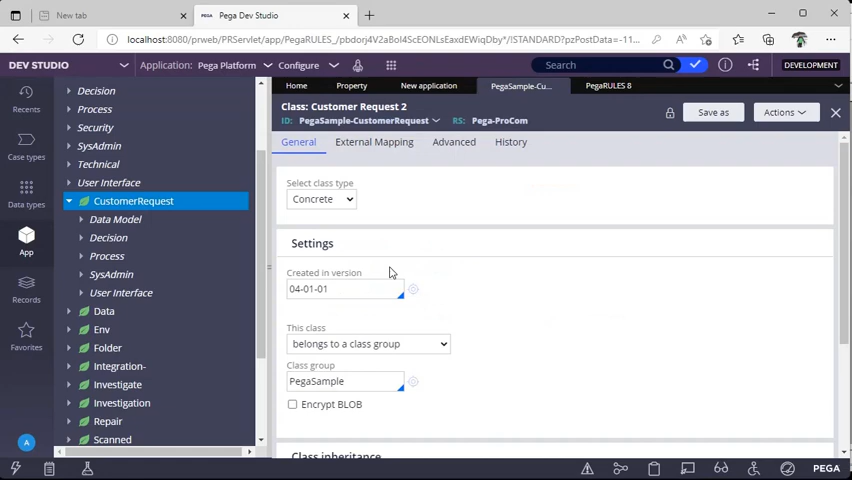 New tab
PEGA Pega Dev Studio
localhost:8080/prweb/PRServlet/app/PegaRULES_/pbdorj4V2aBoI4ScEONLsEaxdEWiqDby*/!STANDARD?pzPostData=-11...
DEV STUDIO
Application: Pega Platform
Configure
Search
DEVELOPMENT
Recents
Case types
Data types
App
Records
Favorites
A
Decision
Process
Security
SysAdmin
Technical
User Interface
CustomerRequest
Data Model
Decision
Process
SysAdmin
User Interface
Data
Env
Folder
Integration-
Investigate
Investigation
Repair
Scanned
Home
Property
New application
PegaSample-Cu...
PegaRULES 8
Class: Customer Request 2
ID: PegaSample-CustomerRequest RS: Pega-ProCom
Save as
Actions
General
External Mapping
Advanced
History
Select class type
Concrete
Settings
Created in version
04-01-01
This class
belongs to a class group
Class group
PegaSample
Encrypt BLOB
Class inheritance
PEGA